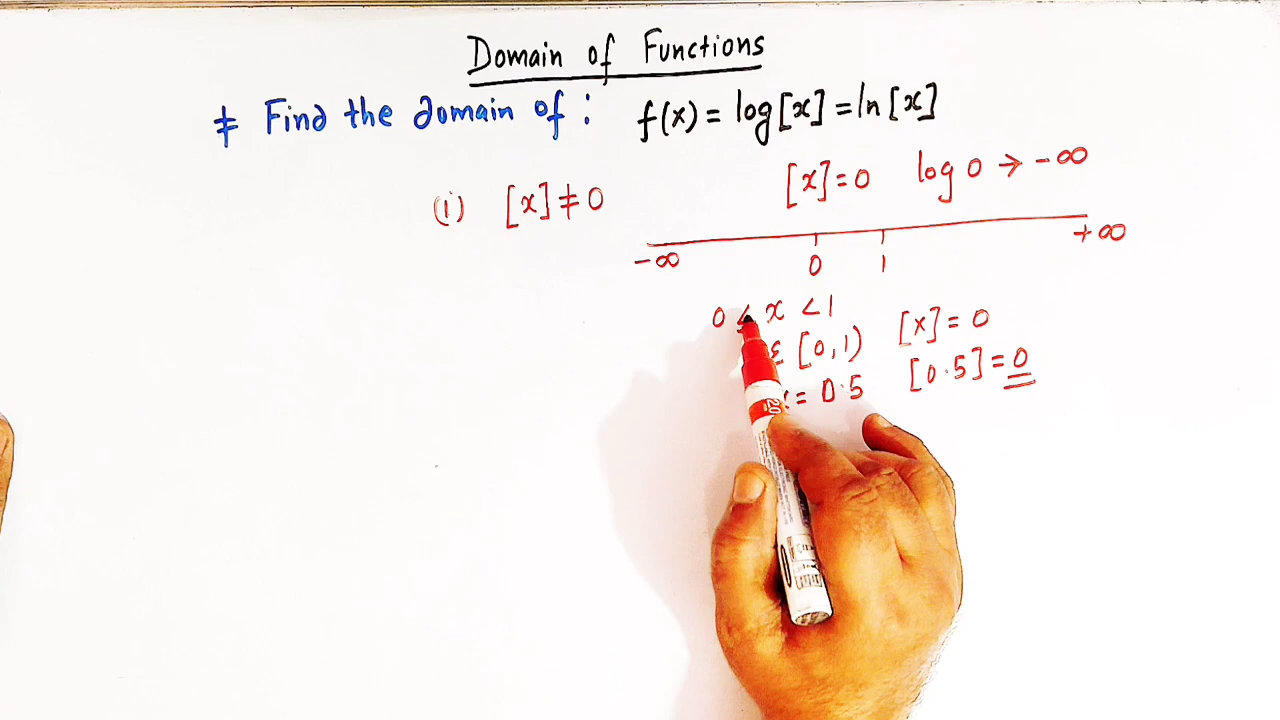 Domain of Functions
‡ Find the domain of : f(x) = log[x] = ln[x]
(i) [x] ≠ 0
[x] = 0 log 0 → -∞
-∞ 0 1 +∞
0 ≤ x < 1
[x] = 0
ε [0, 1)
[0.5] = 0
= 0.5
20